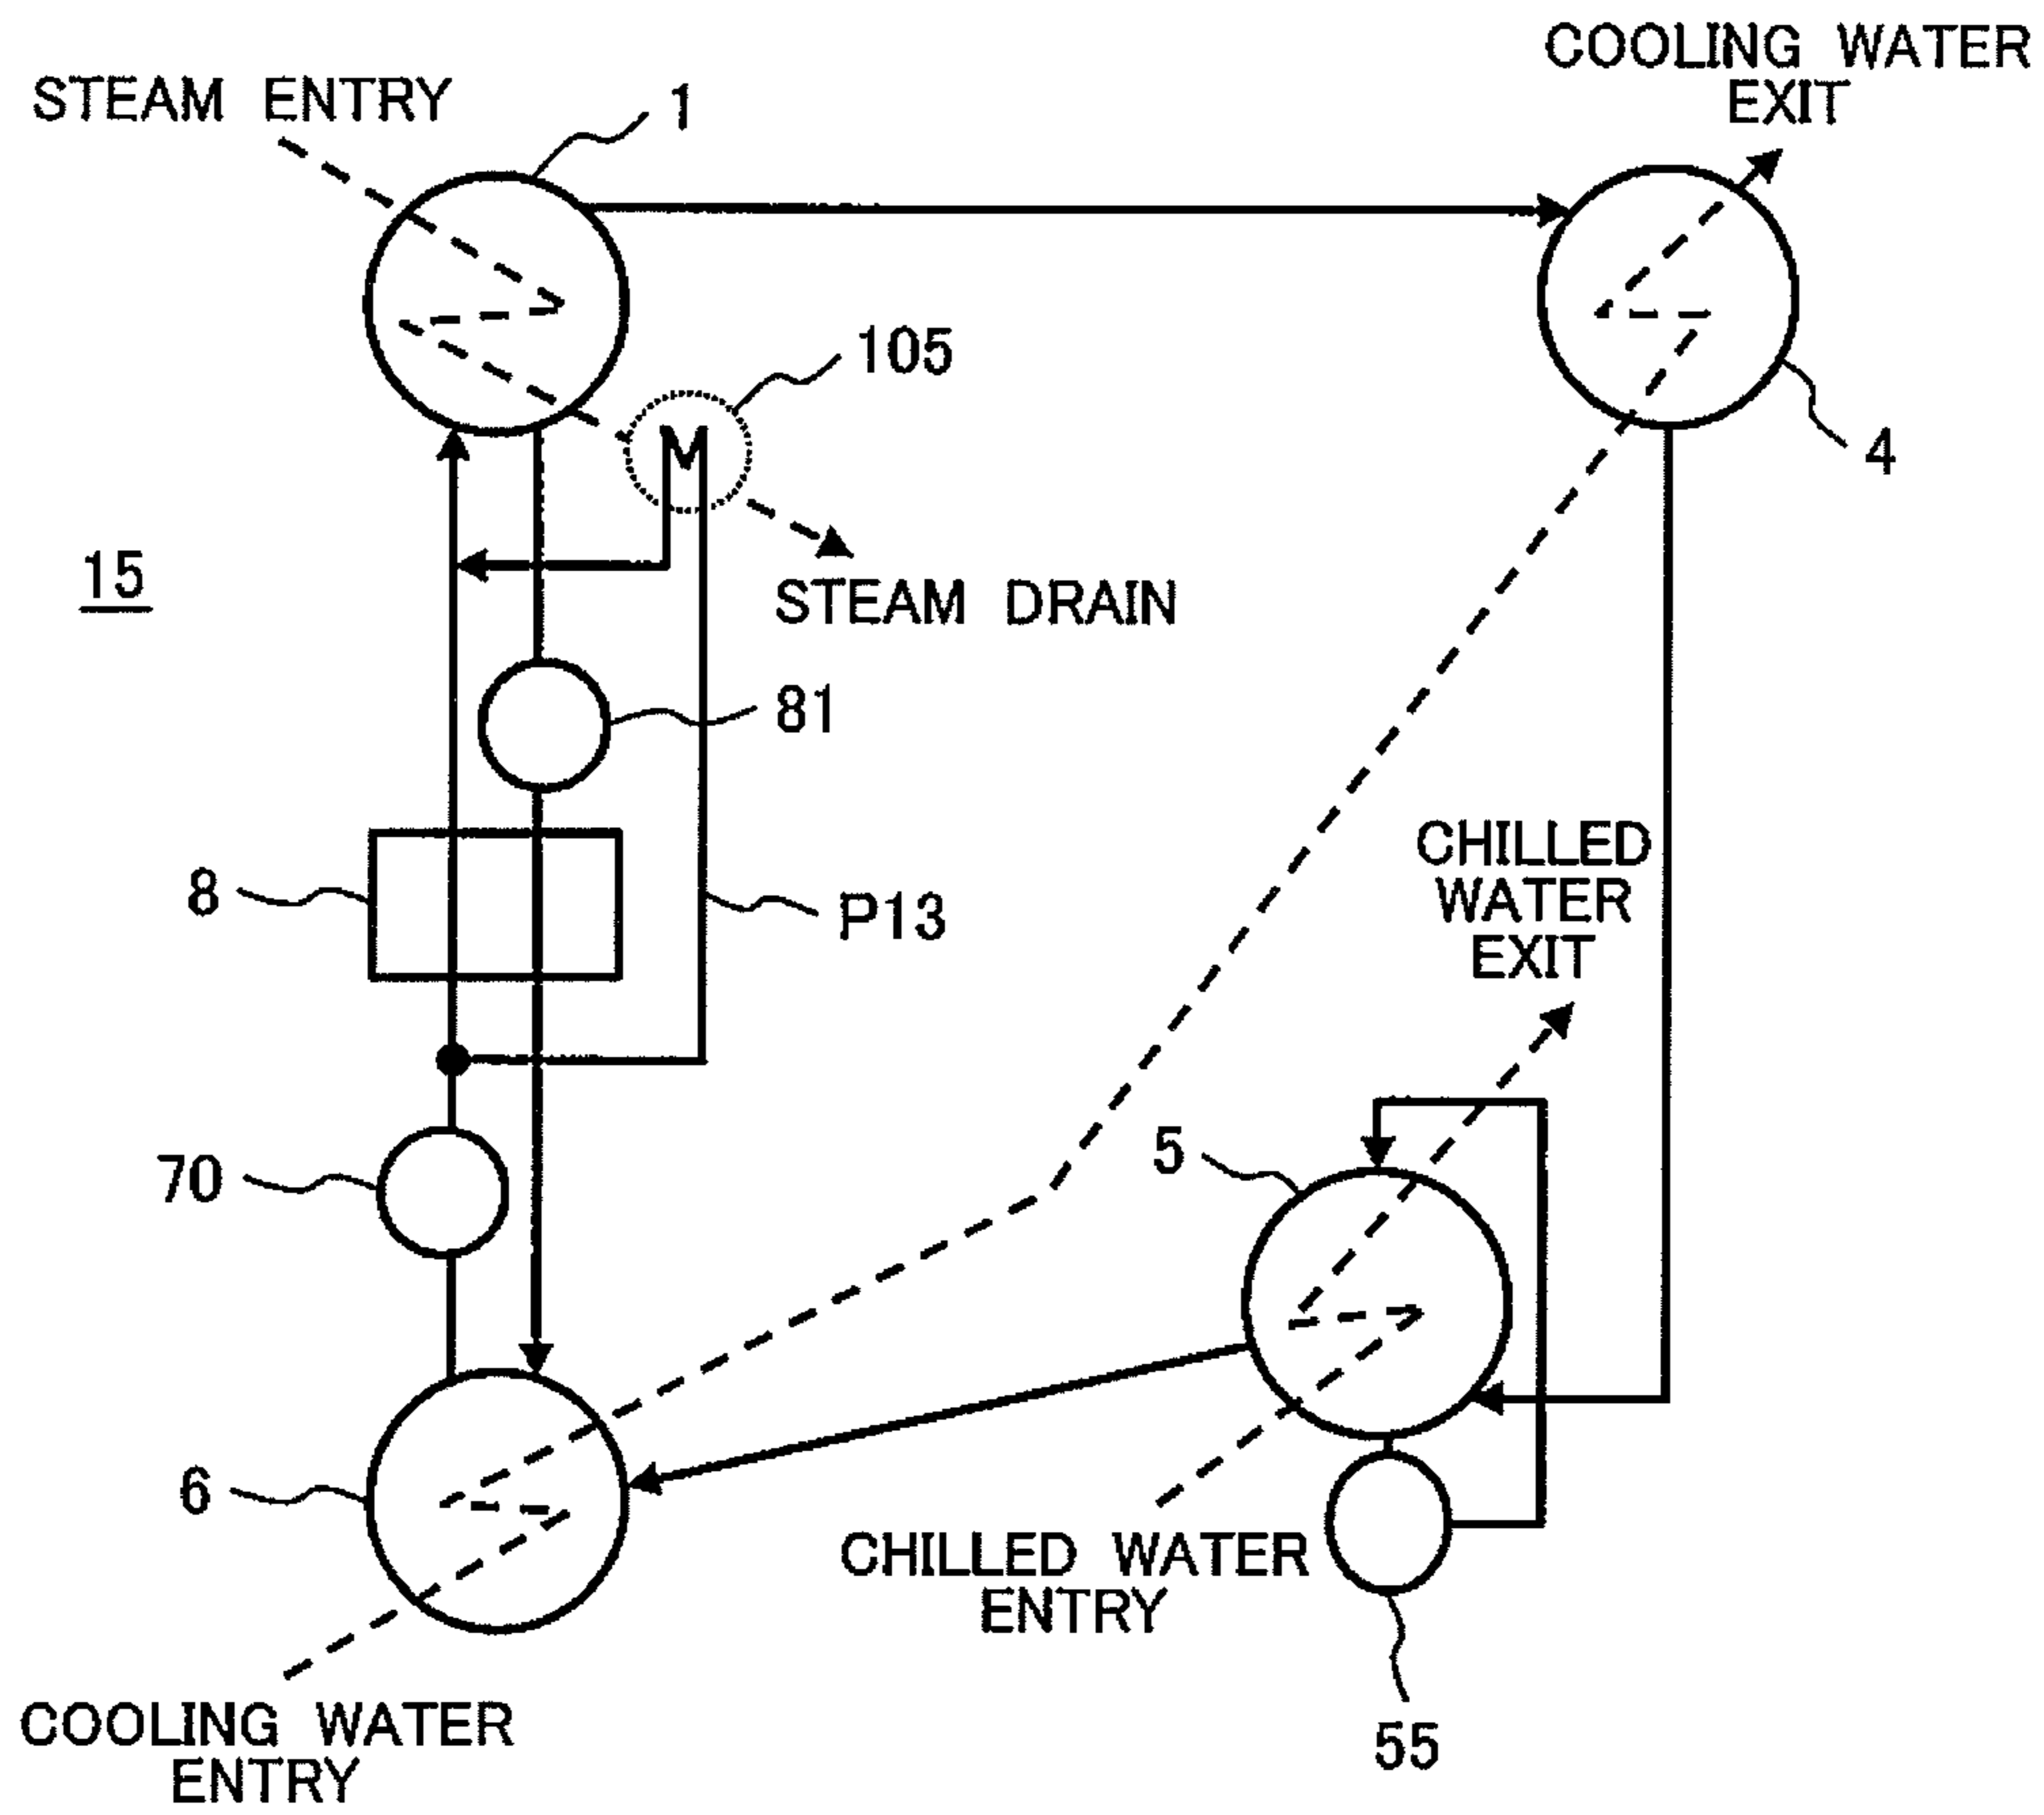 COOLING WATER
EXIT
STEAM ENTRY
1
105
4
15
STEAM DRAIN
81
CHILLED
WATER
EXIT
8
P13
70
5
6
CHILLED WATER
ENTRY
COOLING WATER
ENTRY
55